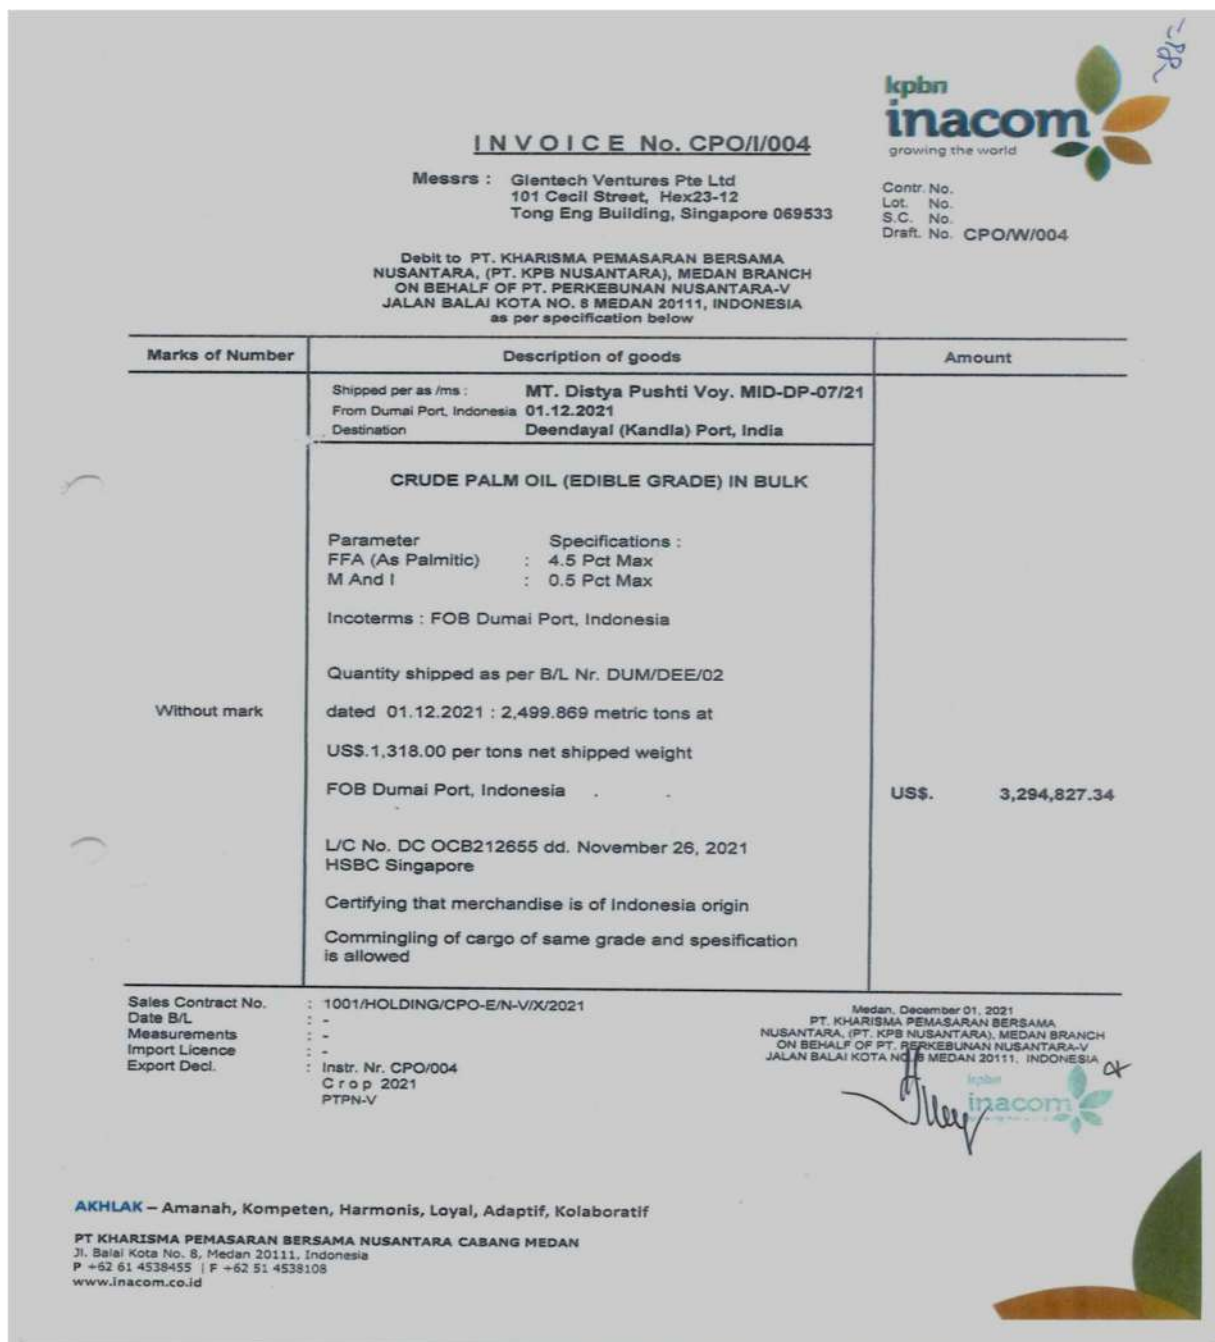 kpbn
inacom
growing the world
INVOICE No. CPO/I/004
Messrs : Glentech Ventures Pte Ltd
101 Cecil Street, Hex23-12
Tong Eng Building, Singapore 069533
Contr. No.
Lot. No.
S.C. No.
Draft. No. CPO/W/004
Debit to PT. KHARISMA PEMASARAN BERSAMA
NUSANTARA, (PT. KPB NUSANTARA), MEDAN BRANCH
ON BEHALF OF PT. PERKEBUNAN NUSANTARA-V
JALAN BALAI KOTA NO. 8 MEDAN 20111, INDONESIA
as per specification below
Marks of Number Description of goods Amount
Shipped per as /ms : MT. Distya Pushti Voy. MID-DP-07/21
From Dumai Port, Indonesia 01.12.2021
Destination Deendayal (Kandla) Port, India
CRUDE PALM OIL (EDIBLE GRADE) IN BULK
Parameter Specifications :
FFA (As Palmitic) : 4.5 Pct Max
M And I : 0.5 Pct Max
Incoterms : FOB Dumai Port, Indonesia
Quantity shipped as per B/L Nr. DUM/DEE/02
Without mark dated 01.12.2021 : 2,499.869 metric tons at
US$.1,318.00 per tons net shipped weight
FOB Dumai Port, Indonesia US$. 3,294,827.34
L/C No. DC OCB212655 dd. November 26, 2021
HSBC Singapore
Certifying that merchandise is of Indonesia origin
Commingling of cargo of same grade and spesification
is allowed
Sales Contract No. : 1001/HOLDING/CPO-E/N-V/X/2021
Date B/L : -
Measurements : -
Import Licence : -
Export Decl. : Instr. Nr. CPO/004
Crop 2021
PTPN-V
Medan, December 01, 2021
PT. KHARISMA PEMASARAN BERSAMA
NUSANTARA, (PT. KPB NUSANTARA), MEDAN BRANCH
ON BEHALF OF PT. PERKEBUNAN NUSANTARA-V
JALAN BALAI KOTA NO. 8 MEDAN 20111, INDONESIA
kpbn
inacom
AKHLAK – Amanah, Kompeten, Harmonis, Loyal, Adaptif, Kolaboratif
PT KHARISMA PEMASARAN BERSAMA NUSANTARA CABANG MEDAN
Jl. Balai Kota No. 8, Medan 20111, Indonesia
P +62 61 4538455 | F +62 51 4538108
www.inacom.co.id